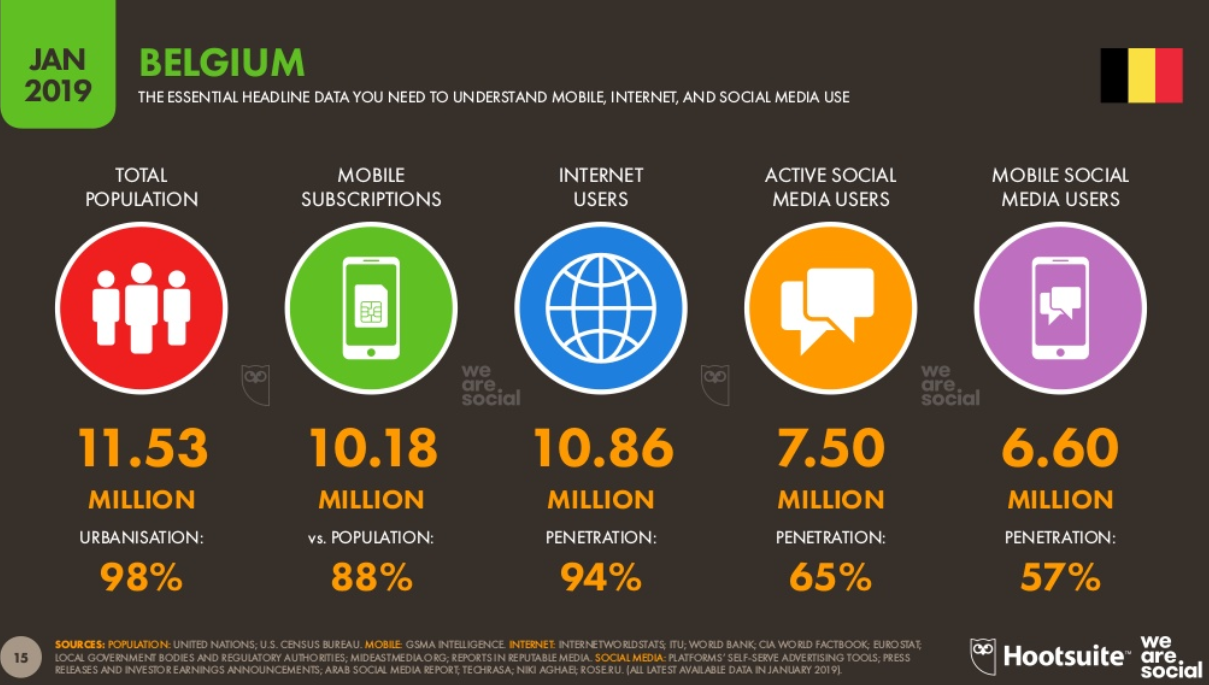 JAN
2019
BELGIUM
THE ESSENTIAL HEADLINE DATA YOU NEED TO UNDERSTAND MOBILE, INTERNET, AND SOCIAL MEDIA USE
TOTAL
POPULATION
MOBILE
SUBSCRIPTIONS
INTERNET
USERS
ACTIVE SOCIAL
MEDIA USERS
MOBILE SOCIAL
MEDIA USERS
we
are
social
we
are
social
11.53
MILLION
URBANISATION:
98%
10.18
MILLION
vs. POPULATION:
88%
10.86
MILLION
PENETRATION:
94%
7.50
MILLION
PENETRATION:
65%
6.60
MILLION
PENETRATION:
57%
15
SOURCES: POPULATION: UNITED NATIONS; U.S. CENSUS BUREAU. MOBILE: GSMA INTELLIGENCE. INTERNET: INTERNETWORLDSTATS; ITU; WORLD BANK; CIA WORLD FACTBOOK; EUROSTAT;
LOCAL GOVERNMENT BODIES AND REGULATORY AUTHORITIES; MIDEASTMEDIA.ORG; REPORTS IN REPUTABLE MEDIA. SOCIAL MEDIA: PLATFORMS' SELF-SERVE ADVERTISING TOOLS; PRESS
RELEASES AND INVESTOR EARNINGS ANNOUNCEMENTS; ARAB SOCIAL MEDIA REPORT; TECHRASA; NIKI AGHAEI; ROSE.RU. (ALL LATEST AVAILABLE DATA IN JANUARY 2019).
Hootsuite™
we
are
social